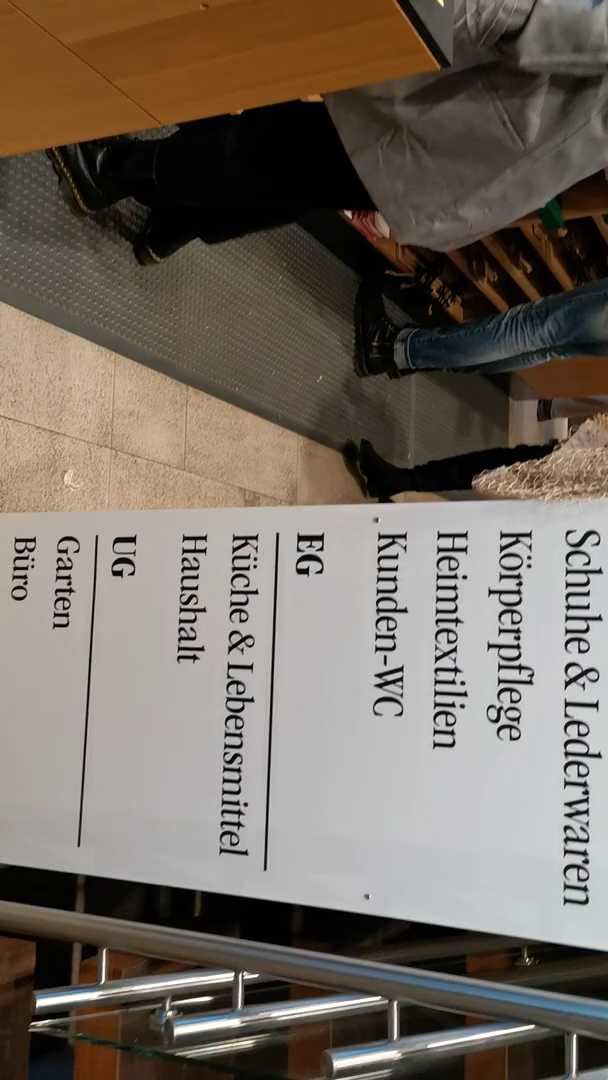 Schuhe & Lederwaren
Körperpflege
Heimtextilien
Kunden-WC
EG
Küche & Lebensmittel
Haushalt
UG
Garten
Büro